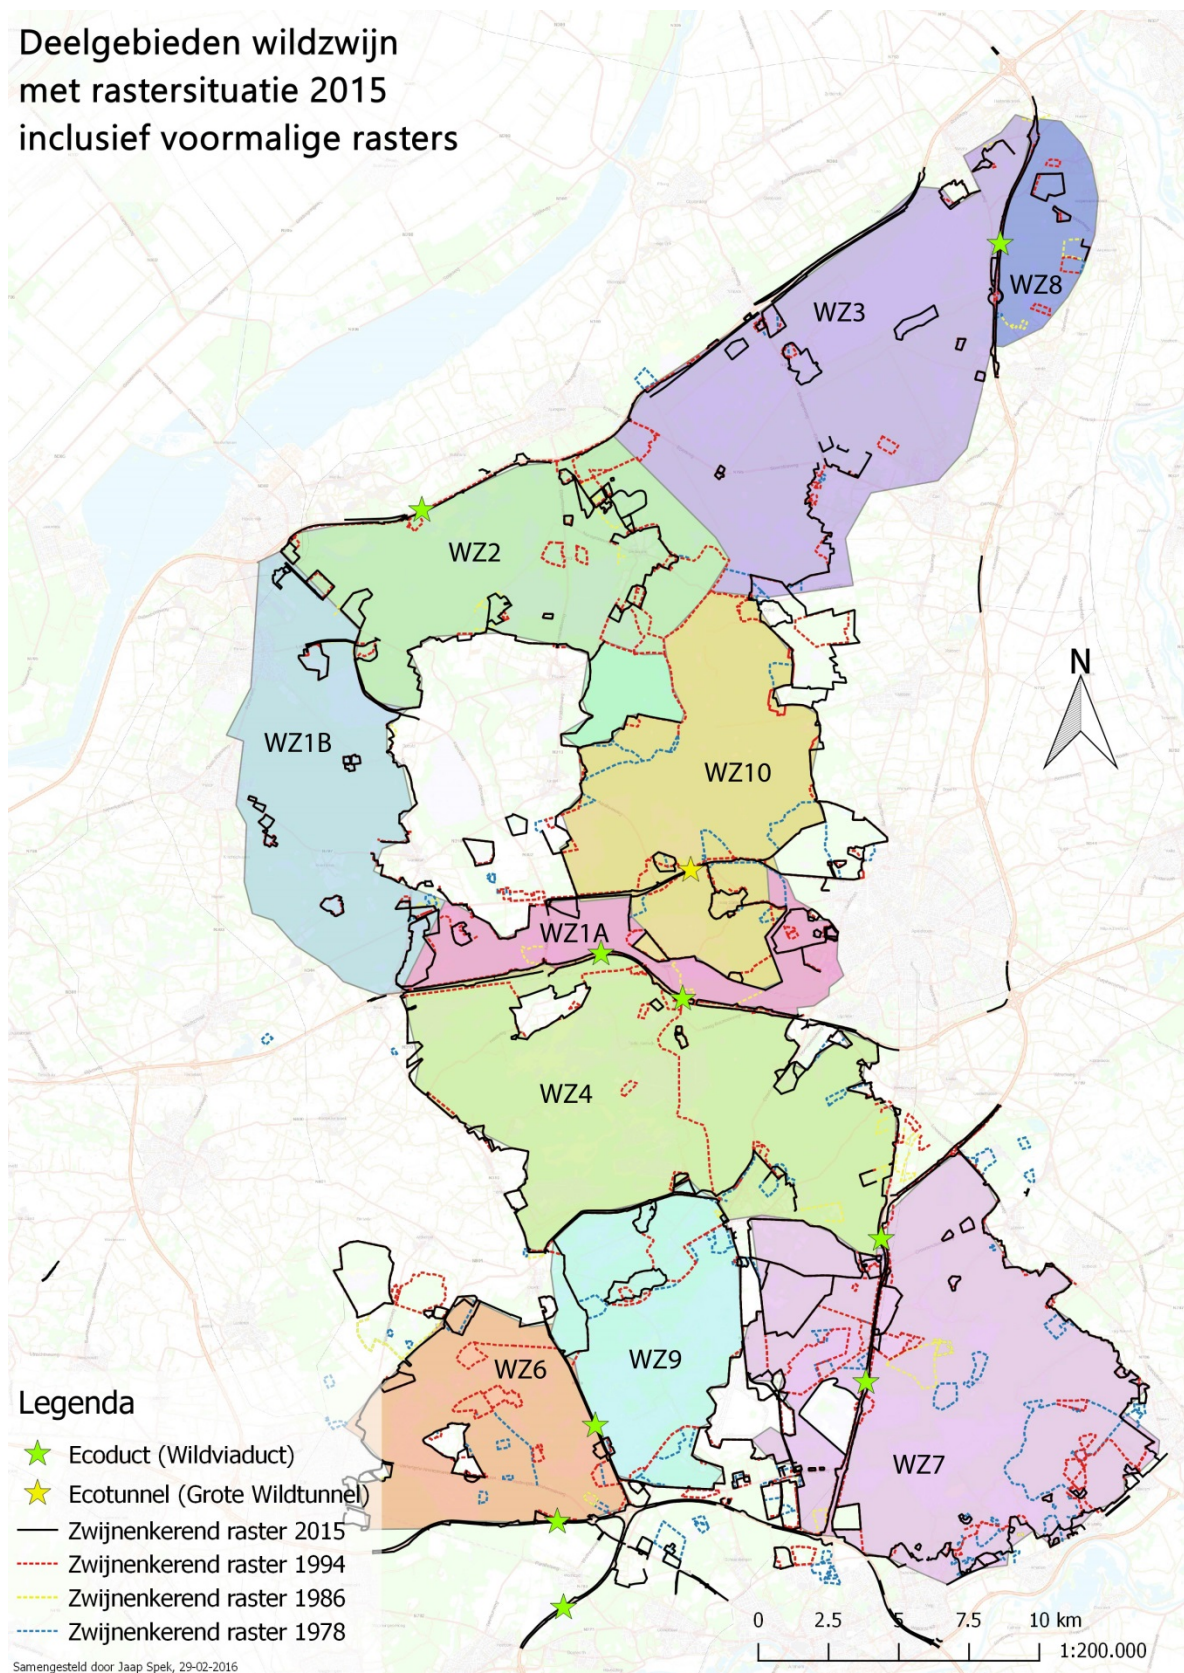 Deelgebieden wildzwijn
met rastersituatie 2015
inclusief voormalige rasters
WZ8
WZ3
WZ2
N
WZ1B
WZ10
WZ1A
WZ4
WZ9
WZ6
WZ7
Legenda
Ecoduct (Wildviaduct)
Ecotunnel (Grote Wildtunnel)
Zwijnenkerend raster 2015
Zwijnenkerend raster 1994
Zwijnenkerend raster 1986
Zwijnenkerend raster 1978
0 2.5 5 7.5 10 km
1:200.000
Samengesteld door Jaap Spek, 29-02-2016